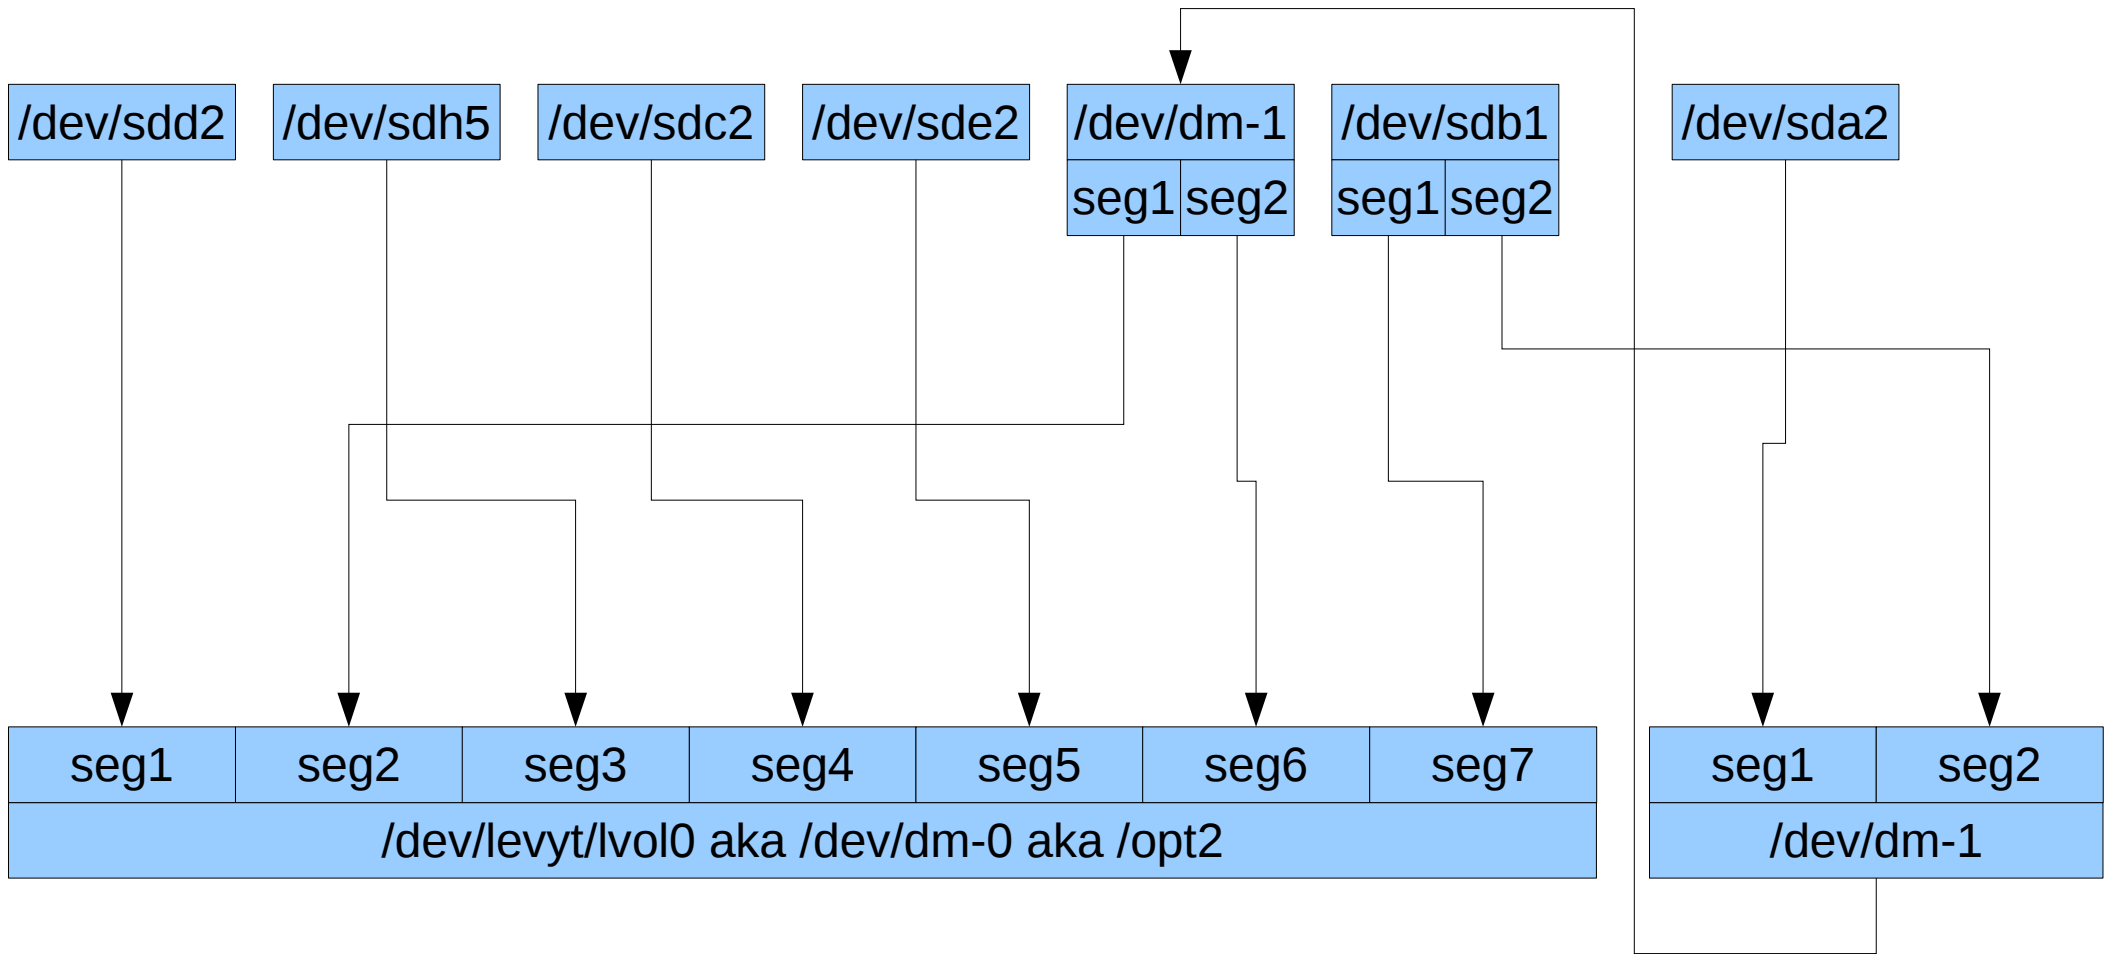 /dev/sdd2
/dev/sdh5
/dev/sdc2
/dev/sde2
/dev/dm-1
/dev/sdb1
/dev/sda2
seg1
seg2
seg1
seg2
seg1
seg2
seg3
seg4
seg5
seg6
seg7
seg1
seg2
/dev/levyt/lvol0 aka /dev/dm-0 aka /opt2
/dev/dm-1